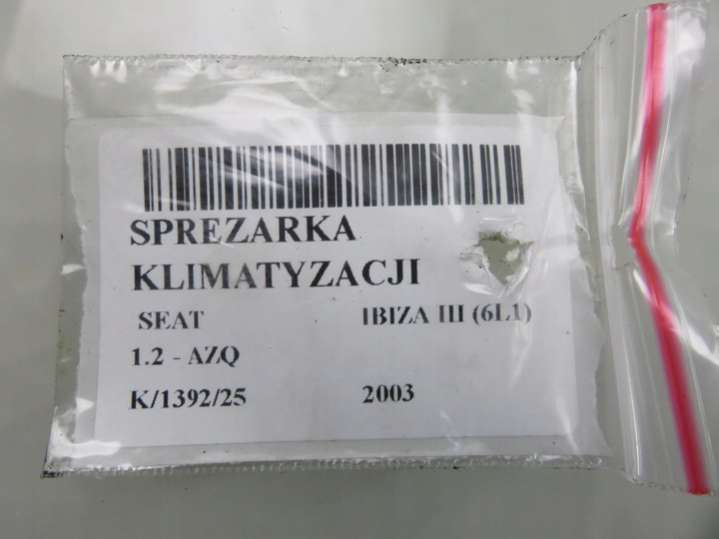 SPREZARKA
KLIMATYZACJI
SEAT IBIZA III (6L1)
1.2 - AZQ
K/1392/25 2003